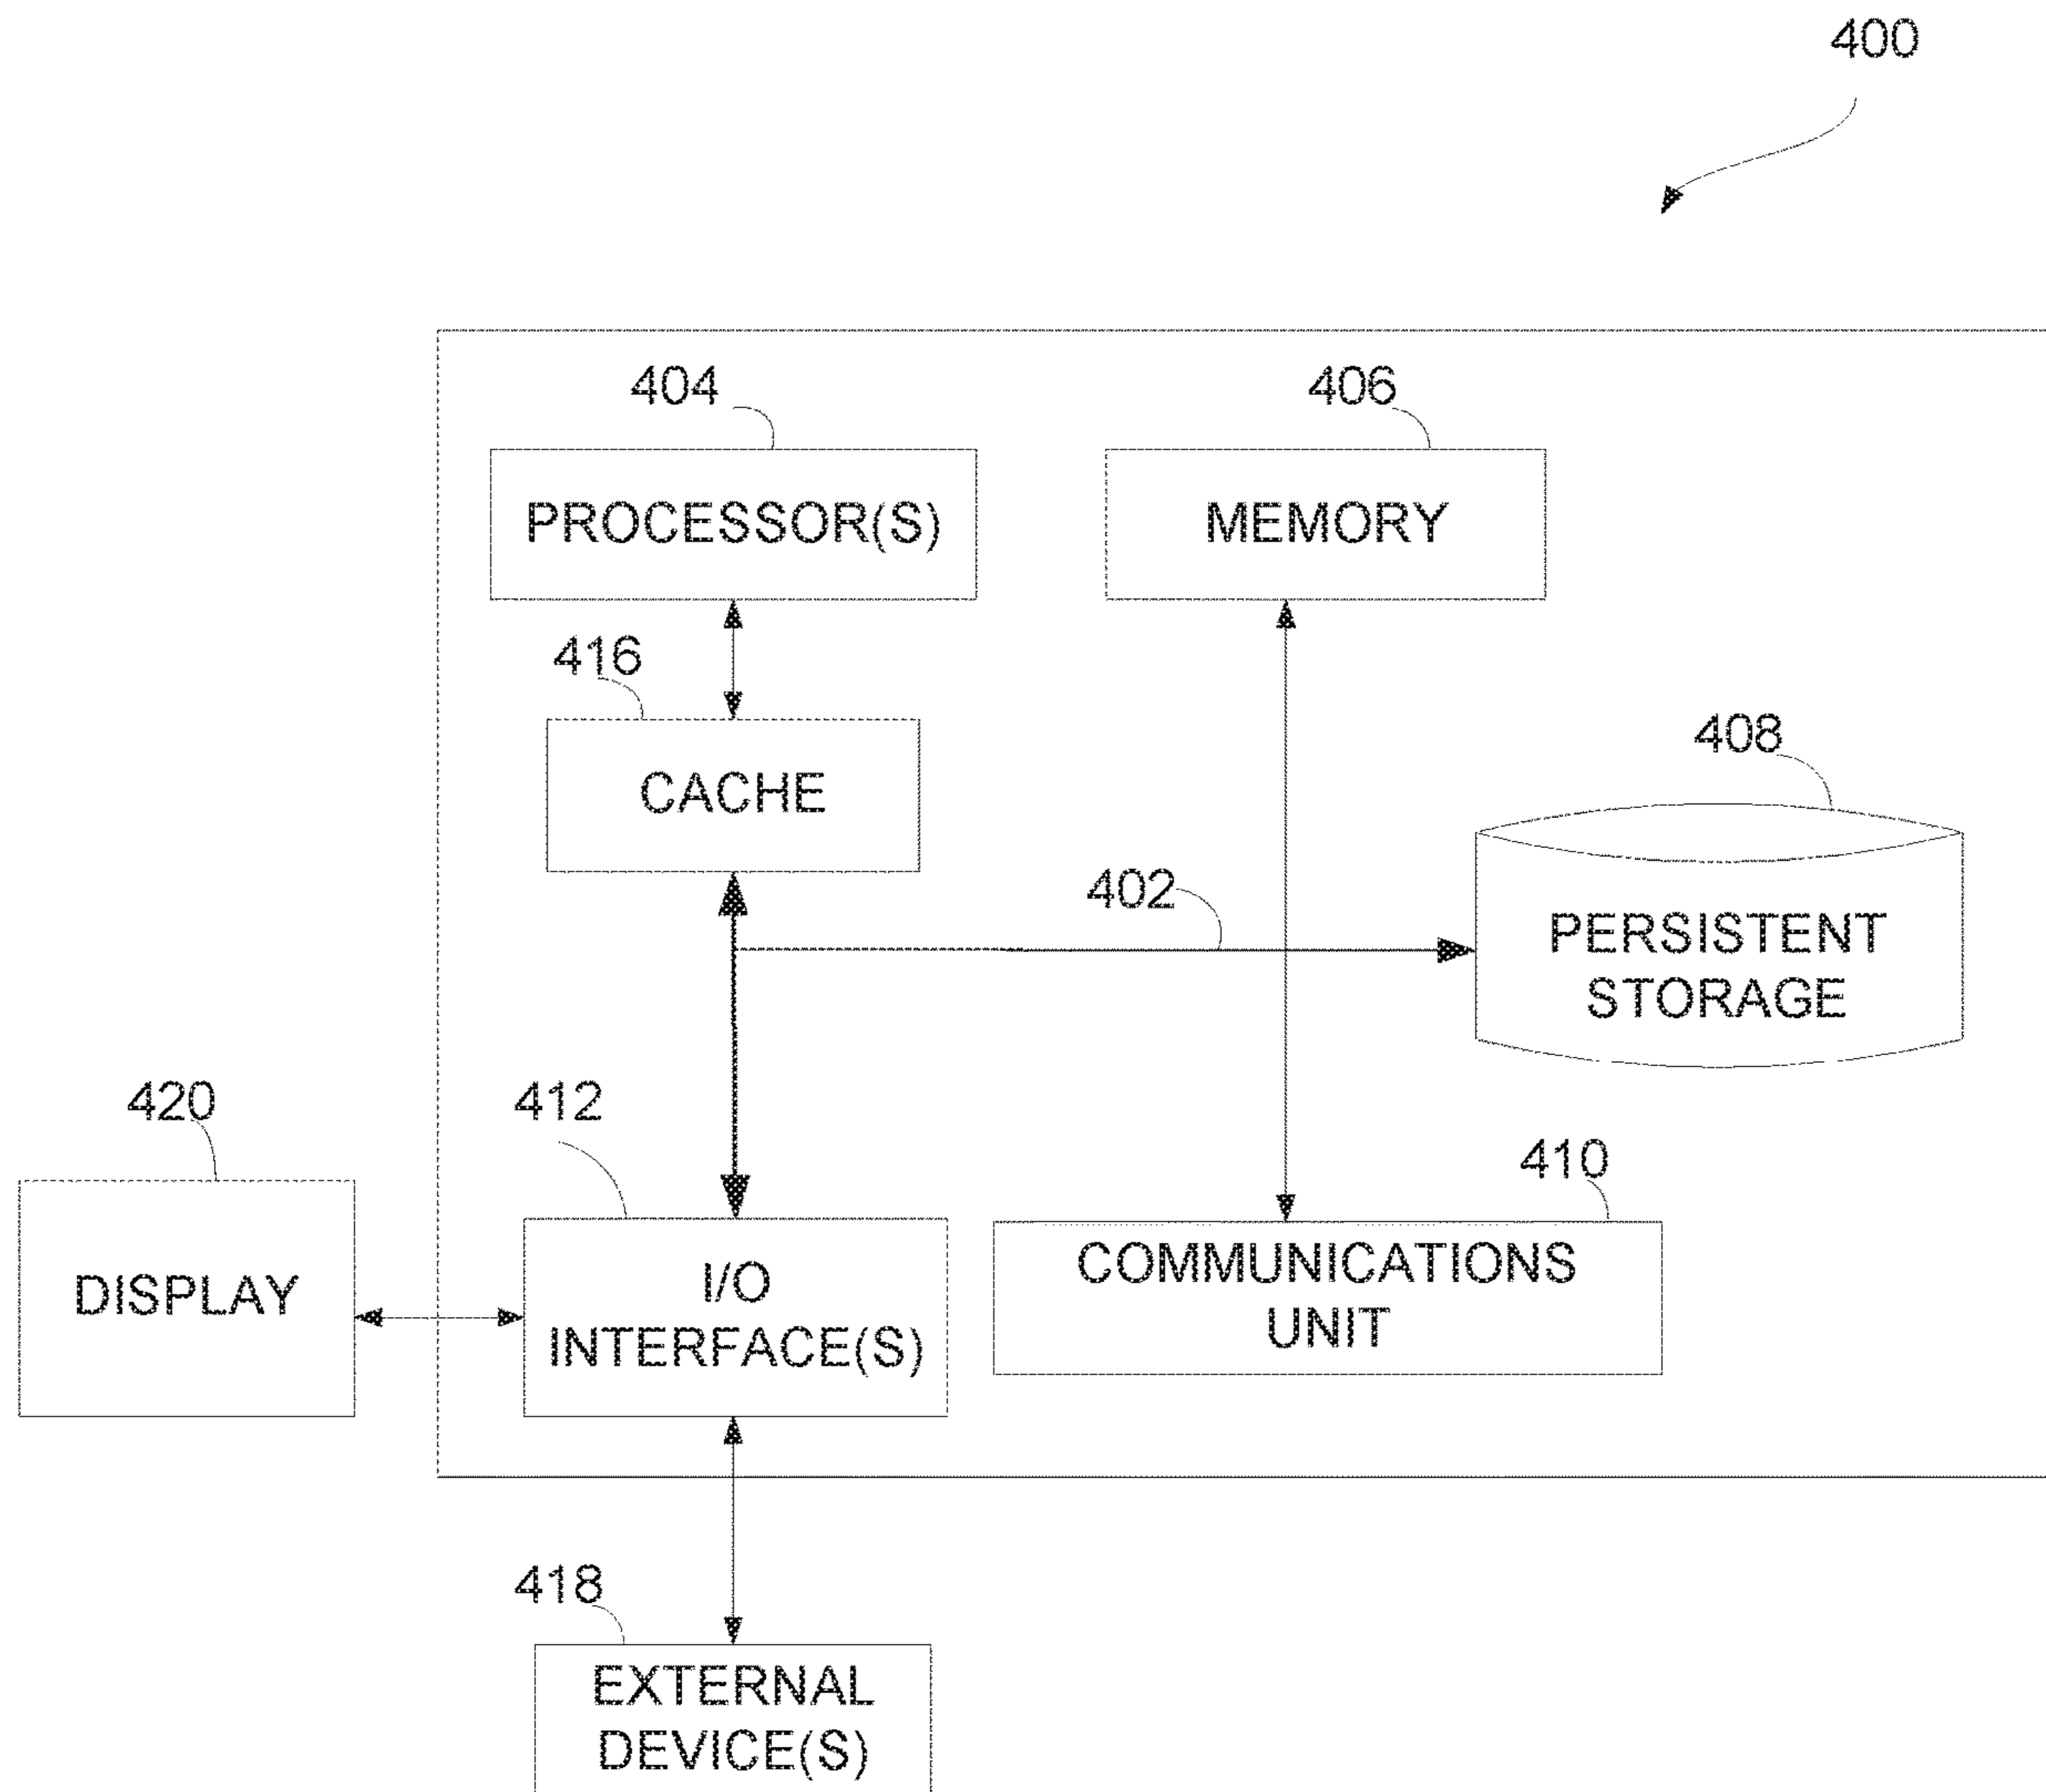 400
404
406
PROCESSOR(S)
MEMORY
416
CACHE
408
402
PERSISTENT
STORAGE
420
412
410
DISPLAY
I/O
INTERFACE(S)
COMMUNICATIONS
UNIT
418
EXTERNAL
DEVICE(S)